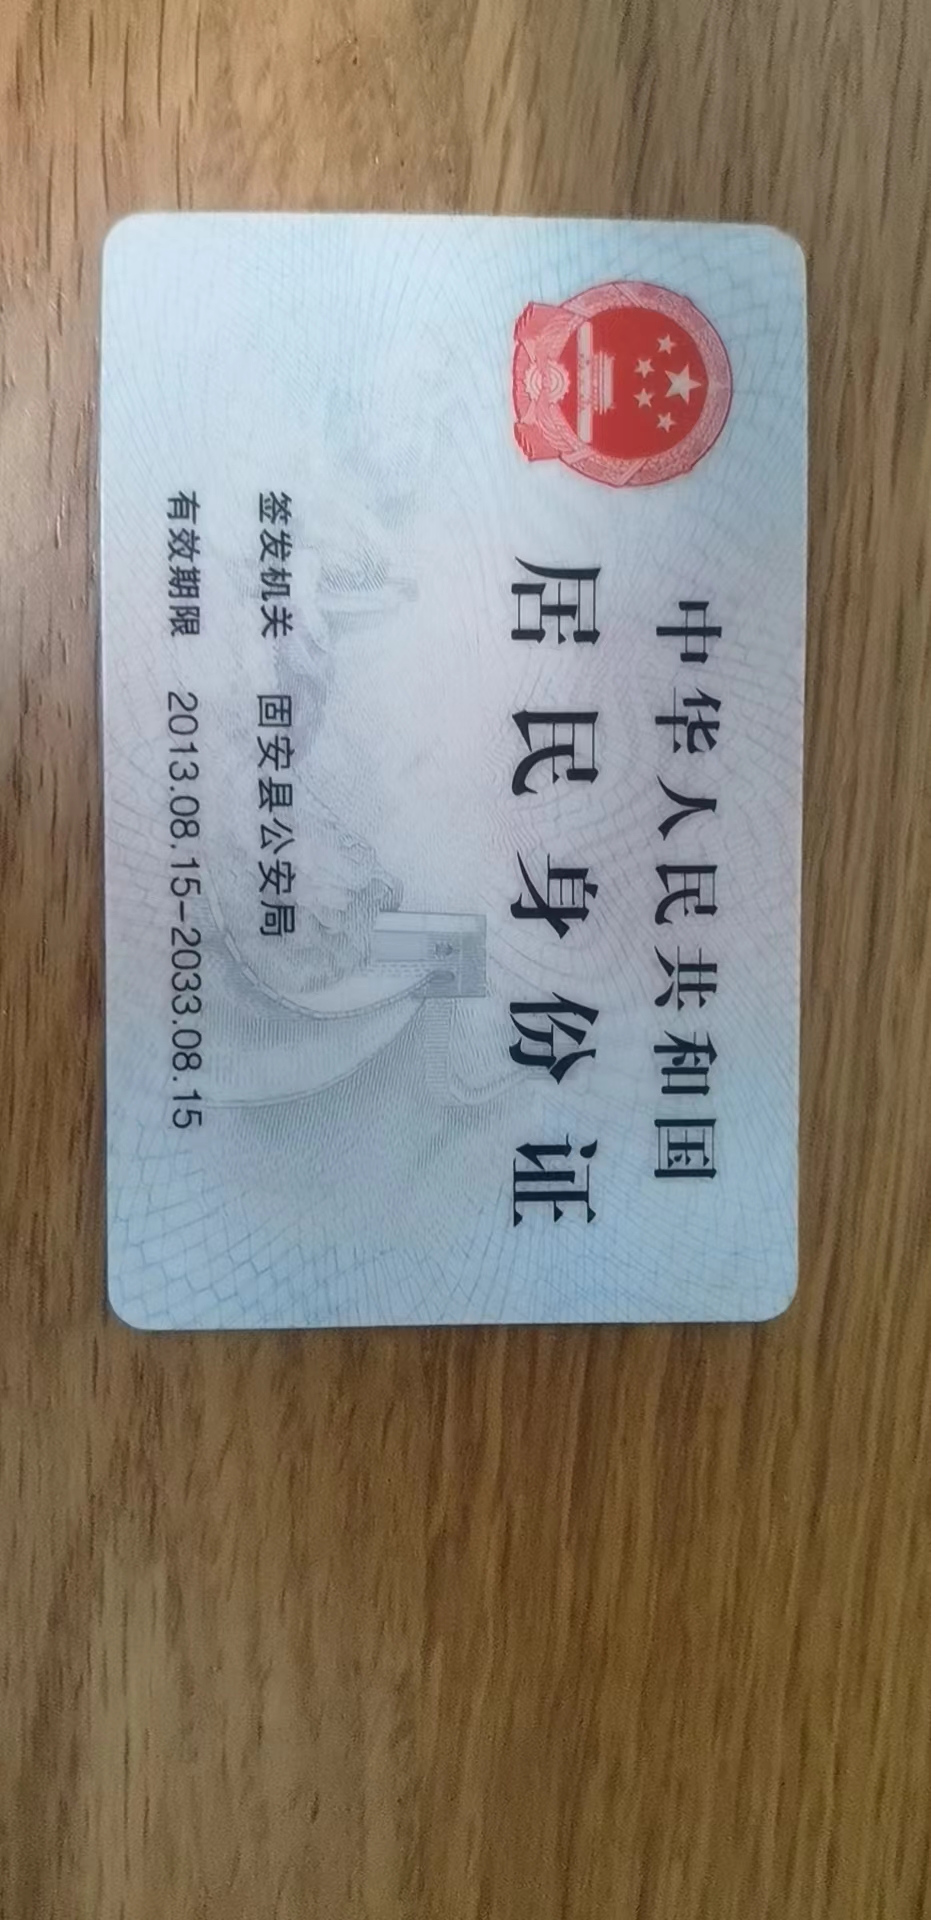 中华人民共和国
居民身份证
签发机关 固安县公安局
有效期限 2013.08.15-2033.08.15